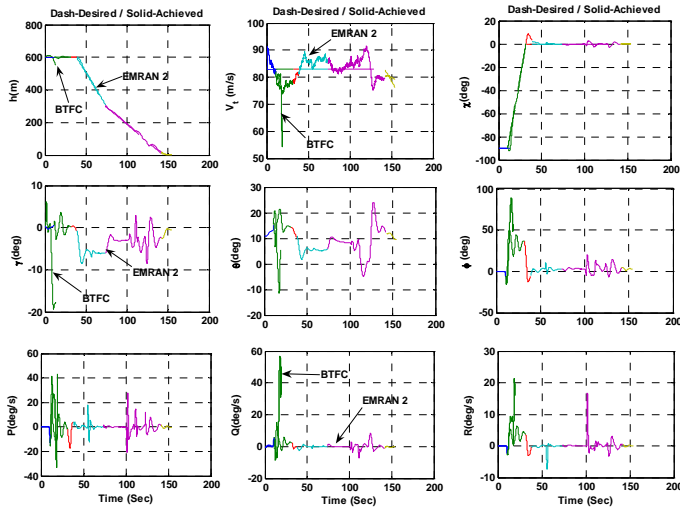 Dash-Desired / Solid-Achieved
Dash-Desired / Solid-Achieved
Dash-Desired / Solid-Achieved
h(m)
800
600
400
200
0
0 50 100 150 200
EMRAN 2
BTFC
V_t (m/s)
100
90
80
70
60
50
0 50 100 150 200
EMRAN 2
BTFC
χ(deg)
20
0
-20
-40
-60
-80
-100
0 50 100 150 200
γ(deg)
10
0
-10
-20
0 50 100 150 200
EMRAN 2
BTFC
θ(deg)
30
20
10
0
-10
-20
0 50 100 150 200
ϕ(deg)
100
50
0
-50
0 50 100 150 200
P(deg/s)
60
40
20
0
-20
-40
0 50 100 150 200
Time (Sec)
Q(deg/s)
60
40
20
0
-20
0 50 100 150 200
BTFC
EMRAN 2
Time (Sec)
R(deg/s)
30
20
10
0
-10
0 50 100 150 200
Time (Sec)